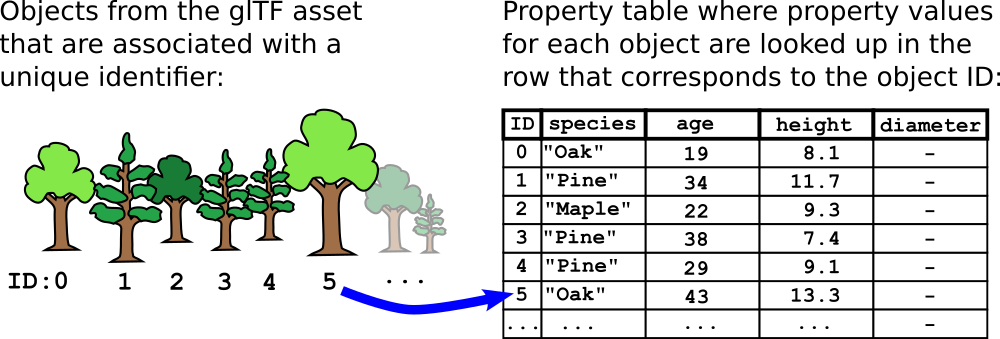 Objects from the glTF asset
that are associated with a
unique identifier:
ID:0 1 2 3 4 5 ...
Property table where property values
for each object are looked up in the
row that corresponds to the object ID:
ID species age height diameter
0 "Oak" 19 8.1 -
1 "Pine" 34 11.7 -
2 "Maple" 22 9.3 -
3 "Pine" 38 7.4 -
4 "Pine" 29 9.1 -
5 "Oak" 43 13.3 -
... ... ... ... -